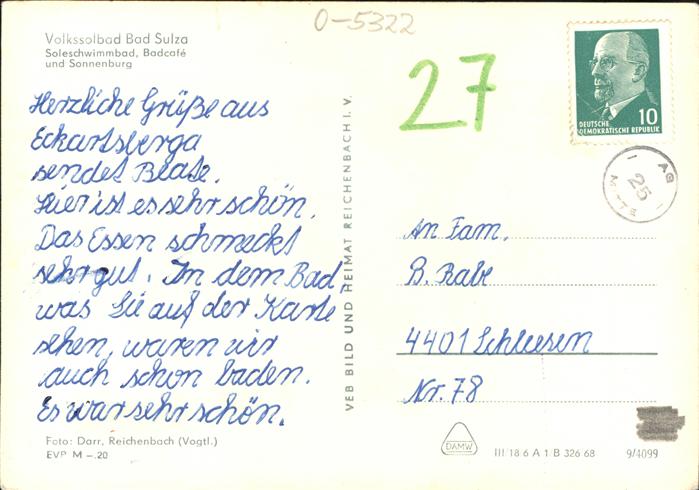 0-5322
Volkssolbad Bad Sulza
Soleschwimmbad, Badcafé
und Sonnenburg
Herzliche Grüße aus
Eckartsberga
sendet Beate.
Hier ist es sehr schön.
Das Essen schmeckt
sehr gut. In dem Bad,
was Sie auf der Karte
sehen, waren wir
auch schon baden.
Es war sehr schön.
Foto: Darr, Reichenbach (Vogtl.)
EVP M –.20
VEB BILD UND HEIMAT REICHENBACH I. V.
27
10
DEUTSCHE
DEMOKRATISCHE REPUBLIK
25
An Fam.
B. Rabe
4401 Schleesen
Nr. 78
DAMW
III 18 6 A 1 B 326 68
9/4099